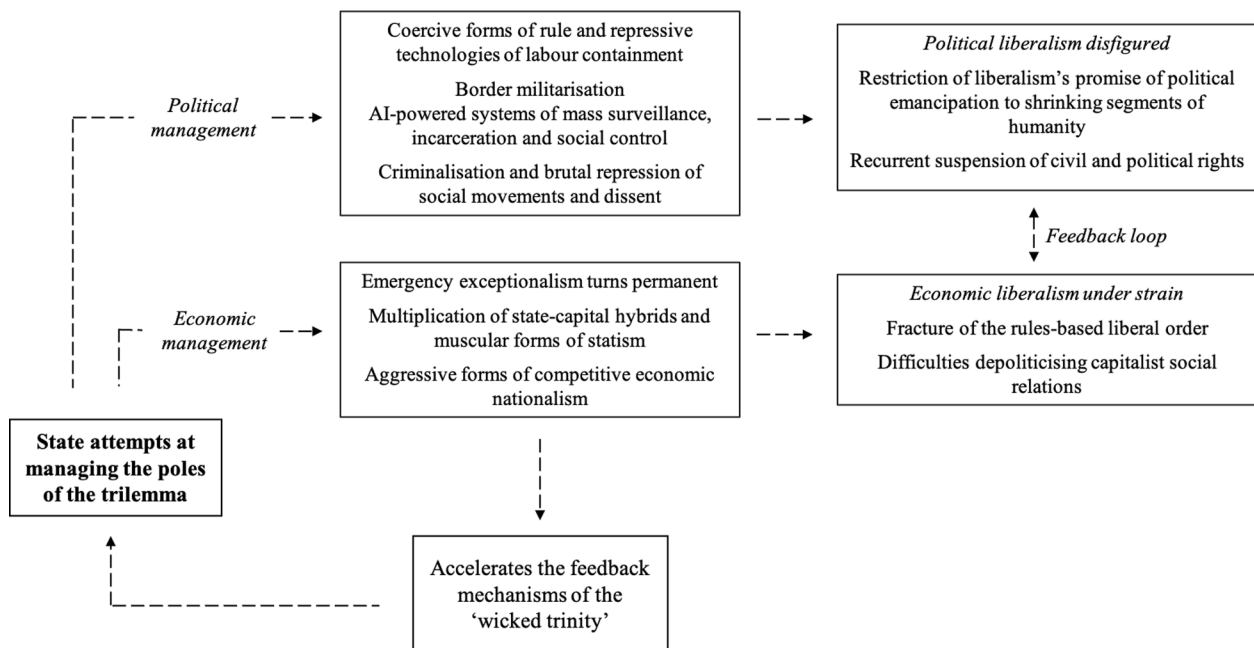 Coercive forms of rule and repressive
technologies of labour containment
Border militarisation
AI-powered systems of mass surveillance,
incarceration and social control
Criminalisation and brutal repression of
social movements and dissent
Political liberalism disfigured
Restriction of liberalism's promise of political
emancipation to shrinking segments of
humanity
Recurrent suspension of civil and political rights
Political
management
Feedback loop
Emergency exceptionalism turns permanent
Multiplication of state-capital hybrids and
muscular forms of statism
Aggressive forms of competitive economic
nationalism
Economic liberalism under strain
Fracture of the rules-based liberal order
Difficulties depoliticising capitalist social
relations
Economic
management
State attempts at
managing the poles
of the trilemma
Accelerates the feedback
mechanisms of the
‘wicked trinity’